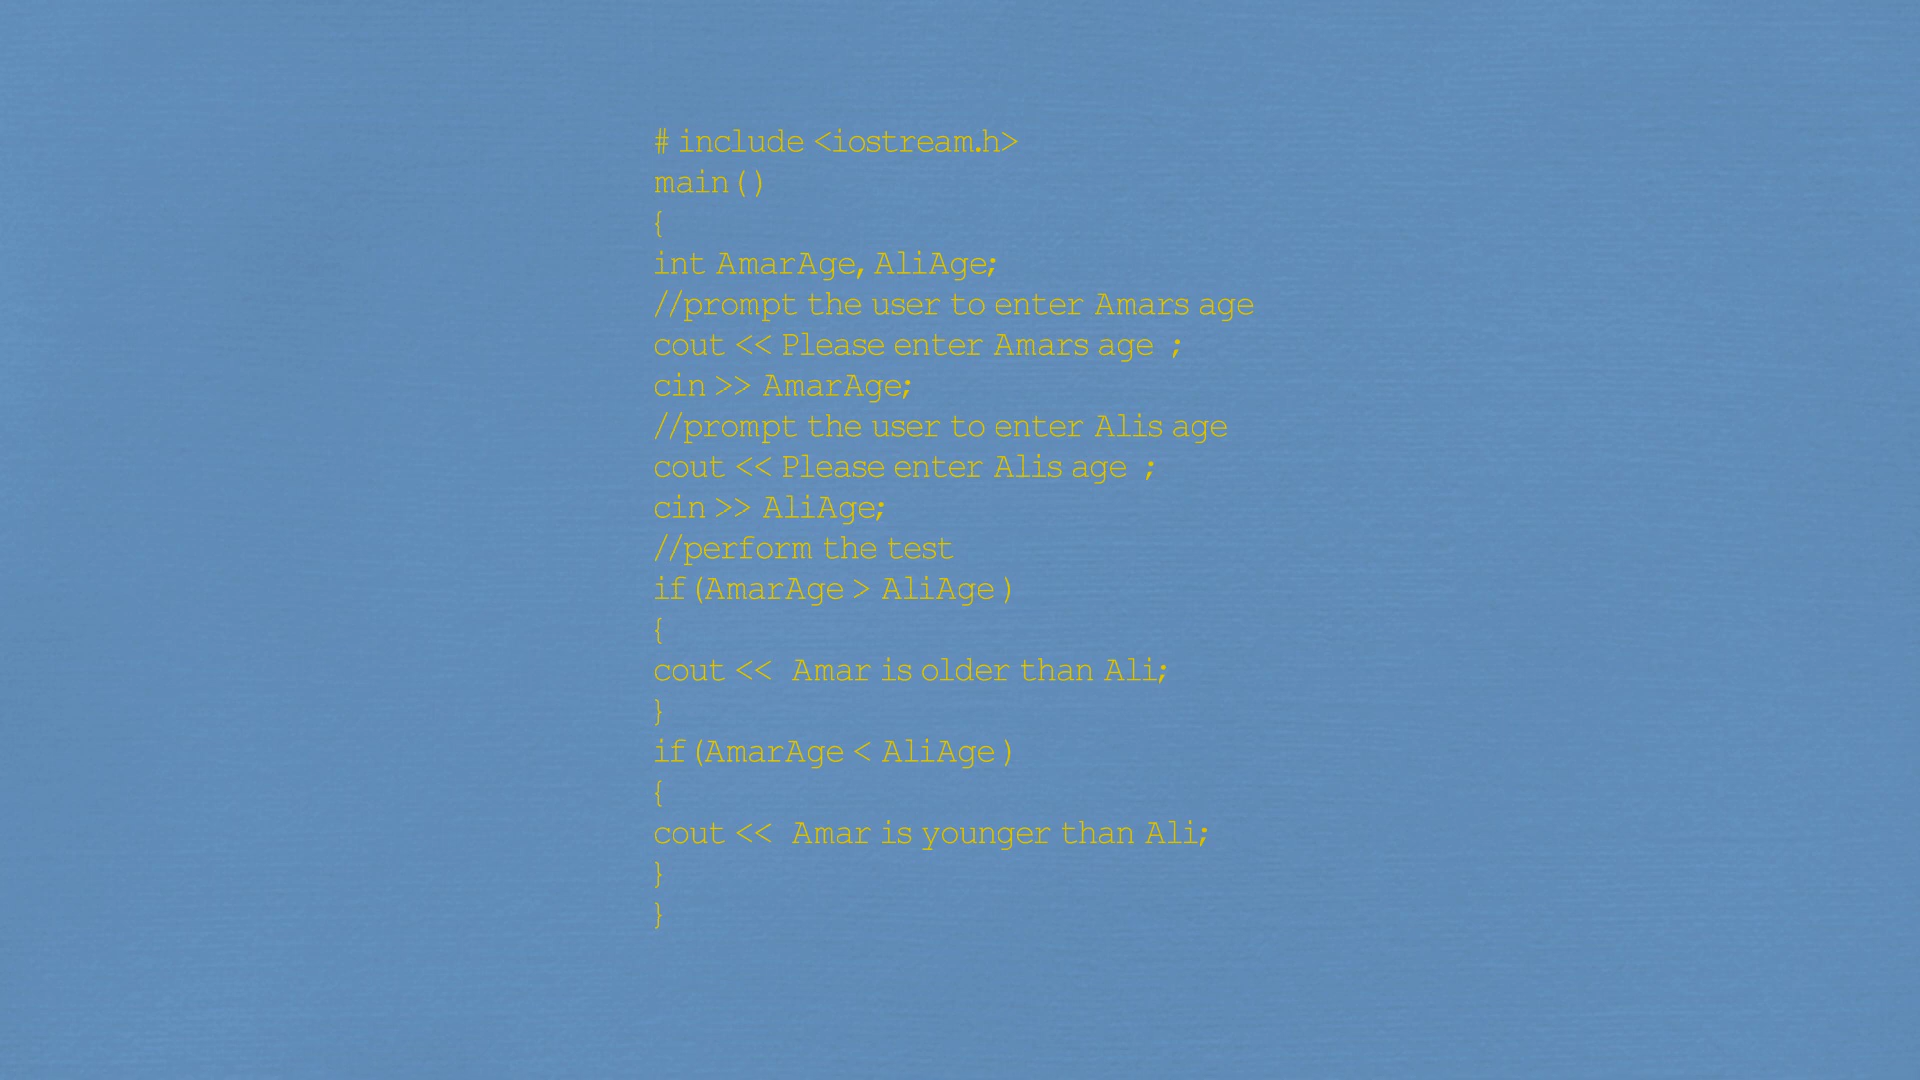 # include <iostream.h>
main ( )
{
int AmarAge, AliAge;
//prompt the user to enter Amars age
cout << Please enter Amars age ;
cin >> AmarAge;
//prompt the user to enter Alis age
cout << Please enter Alis age ;
cin >> AliAge;
//perform the test
if (AmarAge > AliAge )
{
cout << Amar is older than Ali;
}
if (AmarAge < AliAge )
{
cout << Amar is younger than Ali;
}
}